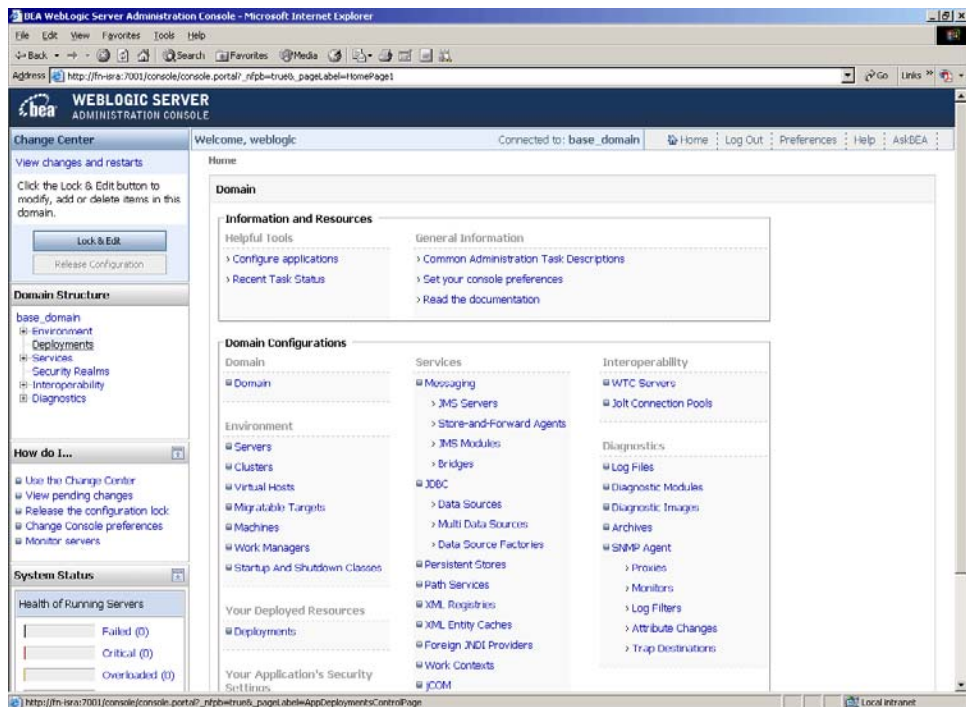 BEA WebLogic Server Administration Console - Microsoft Internet Explorer
File Edit View Favorites Tools Help
Back Search Favorites Media
Address http://fn-isra:7001/console/console.portal?_nfpb=true&_pageLabel=HomePage1 Go Links »
bea WEBLOGIC SERVER
ADMINISTRATION CONSOLE
Change Center
View changes and restarts
Click the Lock & Edit button to
modify, add or delete items in this
domain.
Lock & Edit
Release Configuration
Domain Structure
base_domain
Environment
Deployments
Services
Security Realms
Interoperability
Diagnostics
How do I...
Use the Change Center
View pending changes
Release the configuration lock
Change Console preferences
Monitor servers
System Status
Health of Running Servers
Failed (0)
Critical (0)
Overloaded (0)
Welcome, weblogic Connected to: base_domain Home Log Out Preferences Help AskBEA
Home
Domain
Information and Resources
Helpful Tools
Configure applications
Recent Task Status
General Information
Common Administration Task Descriptions
Set your console preferences
Read the documentation
Domain Configurations
Domain
Domain
Environment
Servers
Clusters
Virtual Hosts
Migratable Targets
Machines
Work Managers
Startup And Shutdown Classes
Your Deployed Resources
Deployments
Your Application's Security
Settings
Services
Messaging
JMS Servers
Store-and-Forward Agents
JMS Modules
Bridges
JDBC
Data Sources
Multi Data Sources
Data Source Factories
Persistent Stores
Path Services
XML Registries
XML Entity Caches
Foreign JNDI Providers
Work Contexts
jCOM
Interoperability
WTC Servers
Jolt Connection Pools
Diagnostics
Log Files
Diagnostic Modules
Diagnostic Images
Archives
SNMP Agent
Proxies
Monitors
Log Filters
Attribute Changes
Trap Destinations
http://fn-isra:7001/console/console.portal?_nfpb=true&_pageLabel=AppDeploymentsControlPage Local intranet